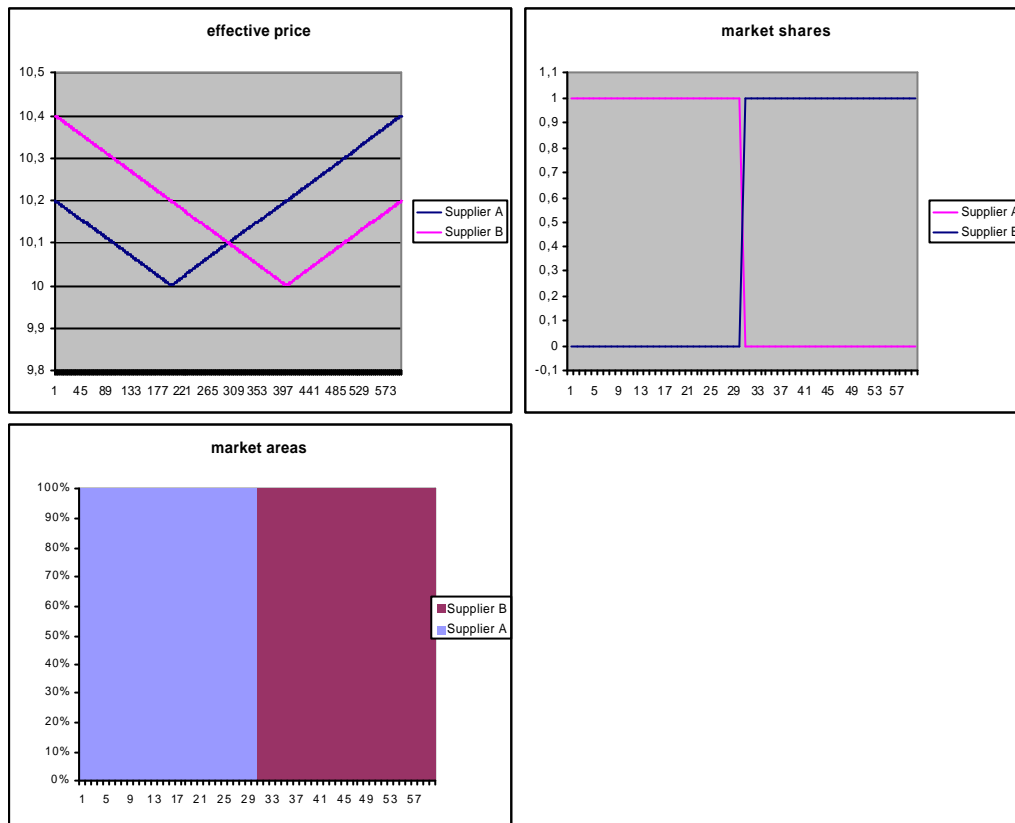 effective price
10,5
10,4
10,3
10,2
10,1
10
9,9
9,8
1 45 89 133 177 221 265 309 353 397 441 485 529 573
Supplier A
Supplier B
market shares
1,1
1
0,9
0,8
0,7
0,6
0,5
0,4
0,3
0,2
0,1
0
-0,1
1 5 9 13 17 21 25 29 33 37 41 45 49 53 57
Supplier A
Supplier B
market areas
100%
90%
80%
70%
60%
50%
40%
30%
20%
10%
0%
1 5 9 13 17 21 25 29 33 37 41 45 49 53 57
Supplier B
Supplier A